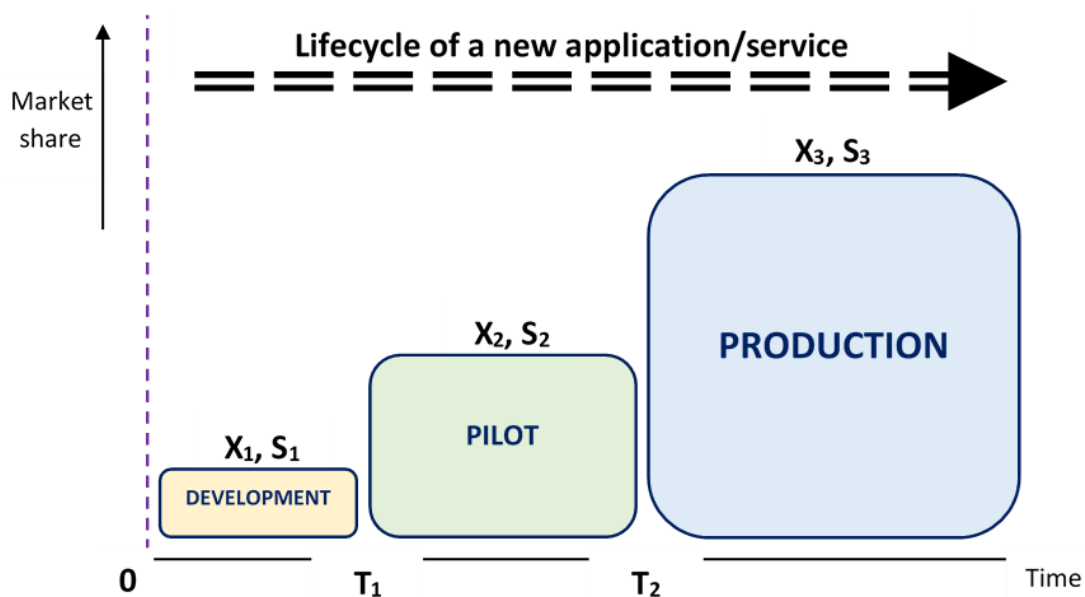 Lifecycle of a new application/service
Market
share
X₃, S₃
X₂, S₂
PRODUCTION
PILOT
X₁, S₁
DEVELOPMENT
0
T₁
T₂
Time